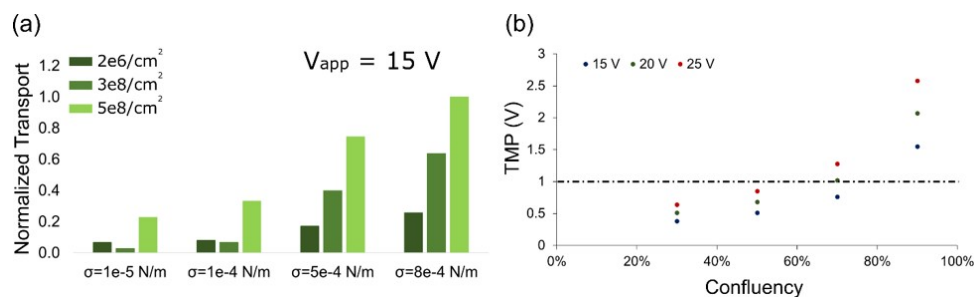 (a)
2e6/cm²
3e8/cm²
5e8/cm²
Vapp = 15 V
Normalized Transport
1.2
1.0
0.8
0.6
0.4
0.2
0.0
σ=1e-5 N/m σ=1e-4 N/m σ=5e-4 N/m σ=8e-4 N/m
(b)
15 V 20 V 25 V
TMP (V)
3
2.5
2
1.5
1
0.5
0
0% 20% 40% 60% 80% 100%
Confluency